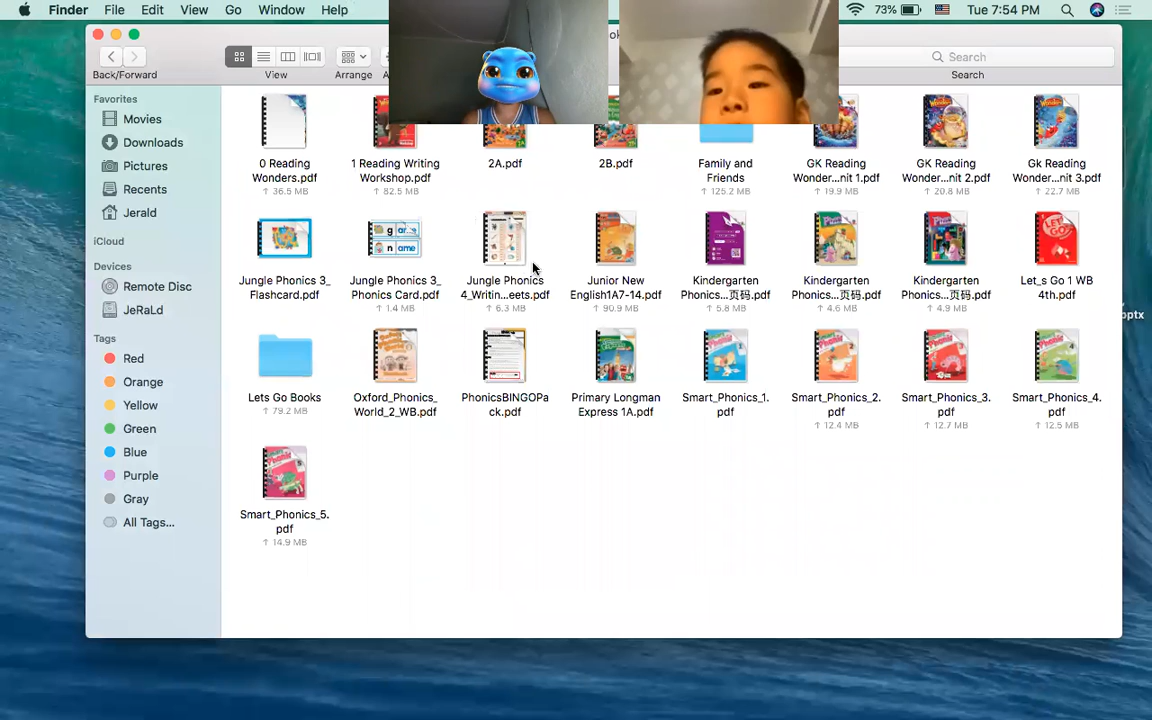 Finder File Edit View Go Window Help 73% Tue 7:54 PM
Search
Back/Forward View Arrange Search
Favorites
Movies
Downloads
Pictures
Recents
Jerald
iCloud
Devices
Remote Disc
JeRaLd
Tags
Red
Orange
Yellow
Green
Blue
Purple
Gray
All Tags...
0 Reading Wonders.pdf
↑ 36.5 MB
1 Reading Writing Workshop.pdf
↑ 82.5 MB
2A.pdf
2B.pdf
Family and Friends
↑ 125.2 MB
GK Reading Wonder...nit 1.pdf
↑ 19.9 MB
GK Reading Wonder...nit 2.pdf
↑ 20.8 MB
GK Reading Wonder...nit 3.pdf
↑ 22.7 MB
Jungle Phonics 3_Flashcard.pdf
Jungle Phonics 3_Phonics Card.pdf
↑ 1.4 MB
Jungle Phonics 4_Writin...eets.pdf
↑ 6.3 MB
Junior New English1A7-14.pdf
↑ 90.9 MB
Kindergarten Phonics...页码.pdf
↑ 5.8 MB
Kindergarten Phonics...页码.pdf
↑ 4.6 MB
Kindergarten Phonics...页码.pdf
↑ 4.9 MB
Let_s Go 1 WB 4th.pdf
Lets Go Books
↑ 79.2 MB
Oxford_Phonics_World_2_WB.pdf
PhonicsBINGOPack.pdf
Primary Longman Express 1A.pdf
Smart_Phonics_1.pdf
Smart_Phonics_2.pdf
↑ 12.4 MB
Smart_Phonics_3.pdf
↑ 12.7 MB
Smart_Phonics_4.pdf
↑ 12.5 MB
Smart_Phonics_5.pdf
↑ 14.9 MB
pptx